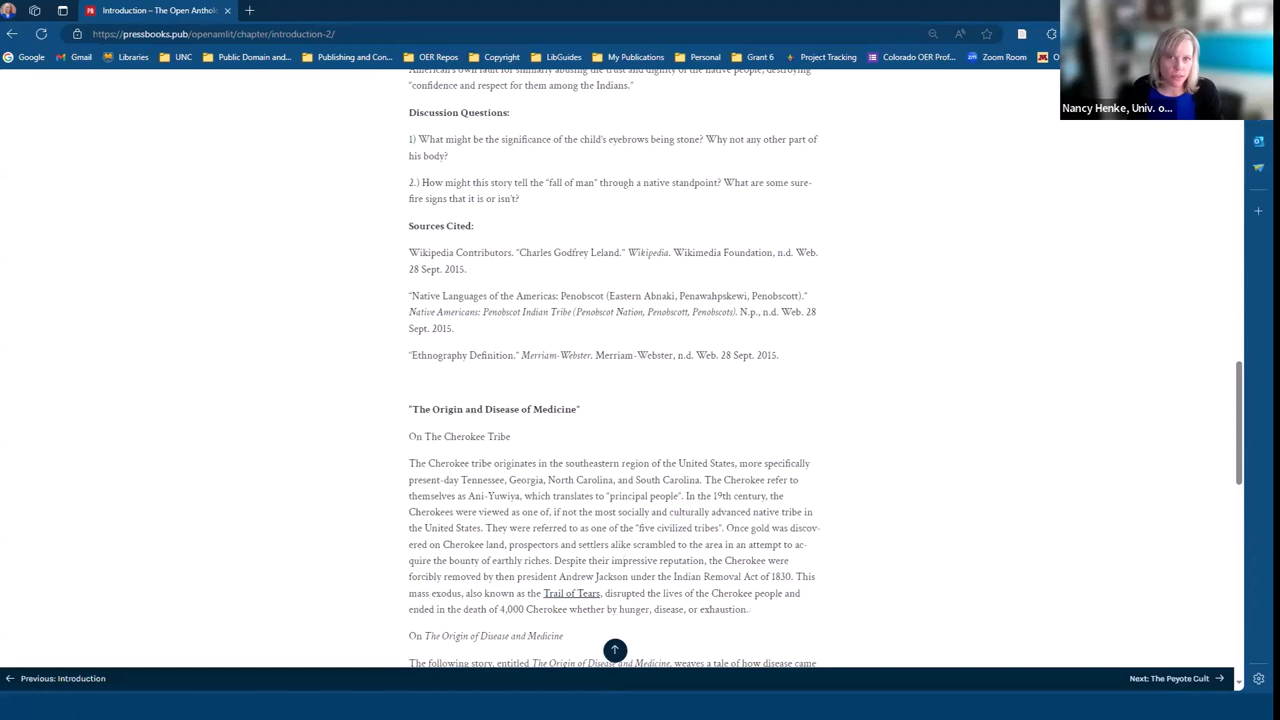 Introduction – The Open Anthol
https://pressbooks.pub/openamlit/chapter/introduction-2/
Google Gmail Libraries UNC Public Domain and... Publishing and Con... OER Repos Copyright LibGuides My Publications Personal Grant 6 Project Tracking Colorado OER Prof... Zoom Room O
Nancy Henke, Univ. o...
American's own fault for similarly abusing the trust and dignity of the native people, destroying
“confidence and respect for them among the Indians.”
Discussion Questions:
1) What might be the significance of the child's eyebrows being stone? Why not any other part of
his body?
2.) How might this story tell the “fall of man” through a native standpoint? What are some sure-
fire signs that it is or isn't?
Sources Cited:
Wikipedia Contributors. “Charles Godfrey Leland.” Wikipedia. Wikimedia Foundation, n.d. Web.
28 Sept. 2015.
“Native Languages of the Americas: Penobscot (Eastern Abnaki, Penawahpskewi, Penobscott).”
Native Americans: Penobscot Indian Tribe (Penobscot Nation, Penobscott, Penobscots). N.p., n.d. Web. 28
Sept. 2015.
“Ethnography Definition.” Merriam-Webster. Merriam-Webster, n.d. Web. 28 Sept. 2015.
“The Origin and Disease of Medicine”
On The Cherokee Tribe
The Cherokee tribe originates in the southeastern region of the United States, more specifically
present-day Tennessee, Georgia, North Carolina, and South Carolina. The Cherokee refer to
themselves as Ani-Yuwiya, which translates to “principal people”. In the 19th century, the
Cherokees were viewed as one of, if not the most socially and culturally advanced native tribe in
the United States. They were referred to as one of the “five civilized tribes”. Once gold was discov-
ered on Cherokee land, prospectors and settlers alike scrambled to the area in an attempt to ac-
quire the bounty of earthly riches. Despite their impressive reputation, the Cherokee were
forcibly removed by then president Andrew Jackson under the Indian Removal Act of 1830. This
mass exodus, also known as the Trail of Tears, disrupted the lives of the Cherokee people and
ended in the death of 4,000 Cherokee whether by hunger, disease, or exhaustion.
On The Origin of Disease and Medicine
The following story, entitled The Origin of Disease and Medicine, weaves a tale of how disease came
Previous: Introduction
Next: The Peyote Cult